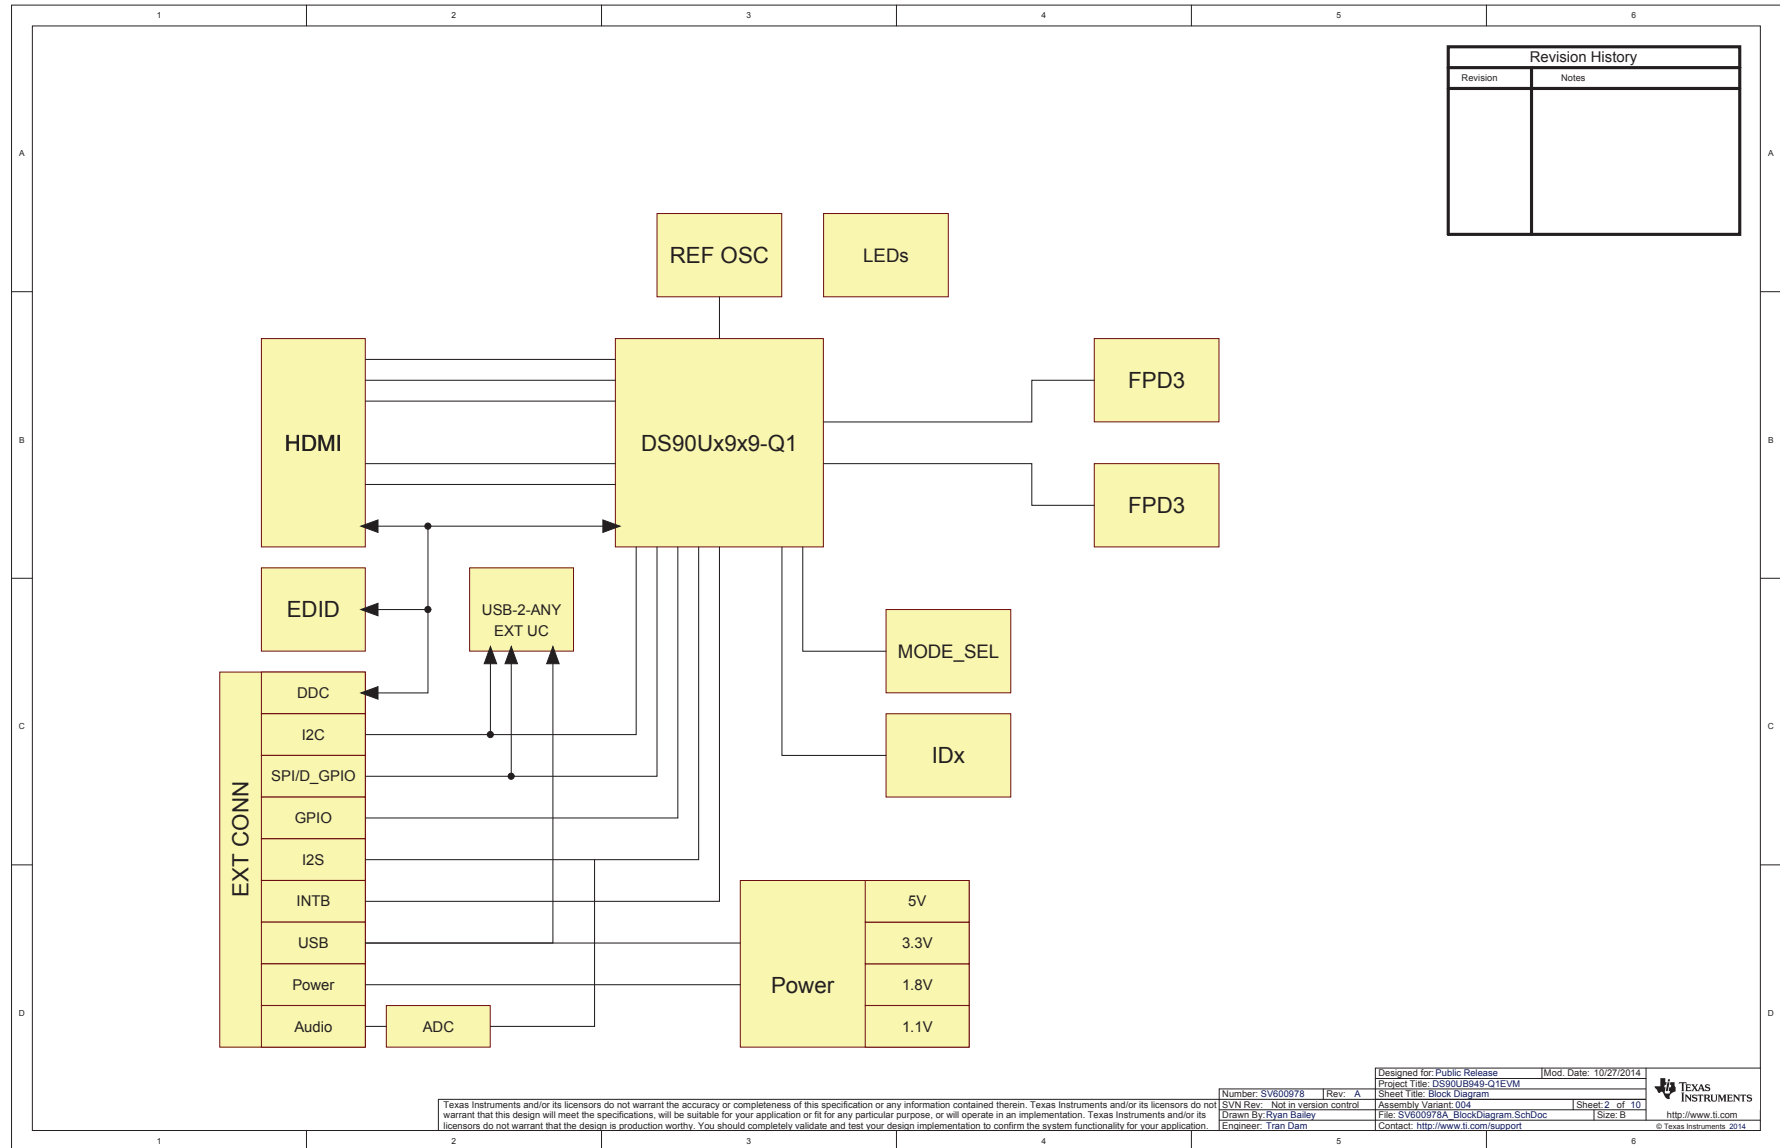 1 2 3 4 5 6
Revision History
Revision Notes
A A
REF OSC LEDs
HDMI
DS90Ux9x9-Q1
FPD3
B B
FPD3
EDID
USB-2-ANY
EXT UC
MODE_SEL
DDC
C C
I2C
IDx
SPI/D_GPIO
EXT CONN
GPIO
I2S
INTB
5V
USB
3.3V
Power
Power
1.8V
D D
Audio
ADC
1.1V
Texas Instruments and/or its licensors do not warrant the accuracy or completeness of this specification or any information contained therein. Texas Instruments and/or its licensors do not
warrant that this design will meet the specifications, will be suitable for your application or fit for any particular purpose, or will operate in an implementation. Texas Instruments and/or its
licensors do not warrant that the design is production worthy. You should completely validate and test your design implementation to confirm the system functionality for your application.
Number: SV600978 Rev: A
SVN Rev: Not in version control
Drawn By: Ryan Bailey
Engineer: Tran Dam
Designed for: Public Release Mod. Date: 10/27/2014
Project Title: DS90UB949-Q1EVM
Sheet Title: Block Diagram
Assembly Variant: 004 Sheet: 2 of 10
File: SV600978A_BlockDiagram.SchDoc Size: B
Contact: http://www.ti.com/support
TEXAS
INSTRUMENTS
http://www.ti.com
© Texas Instruments 2014
1 2 3 4 5 6